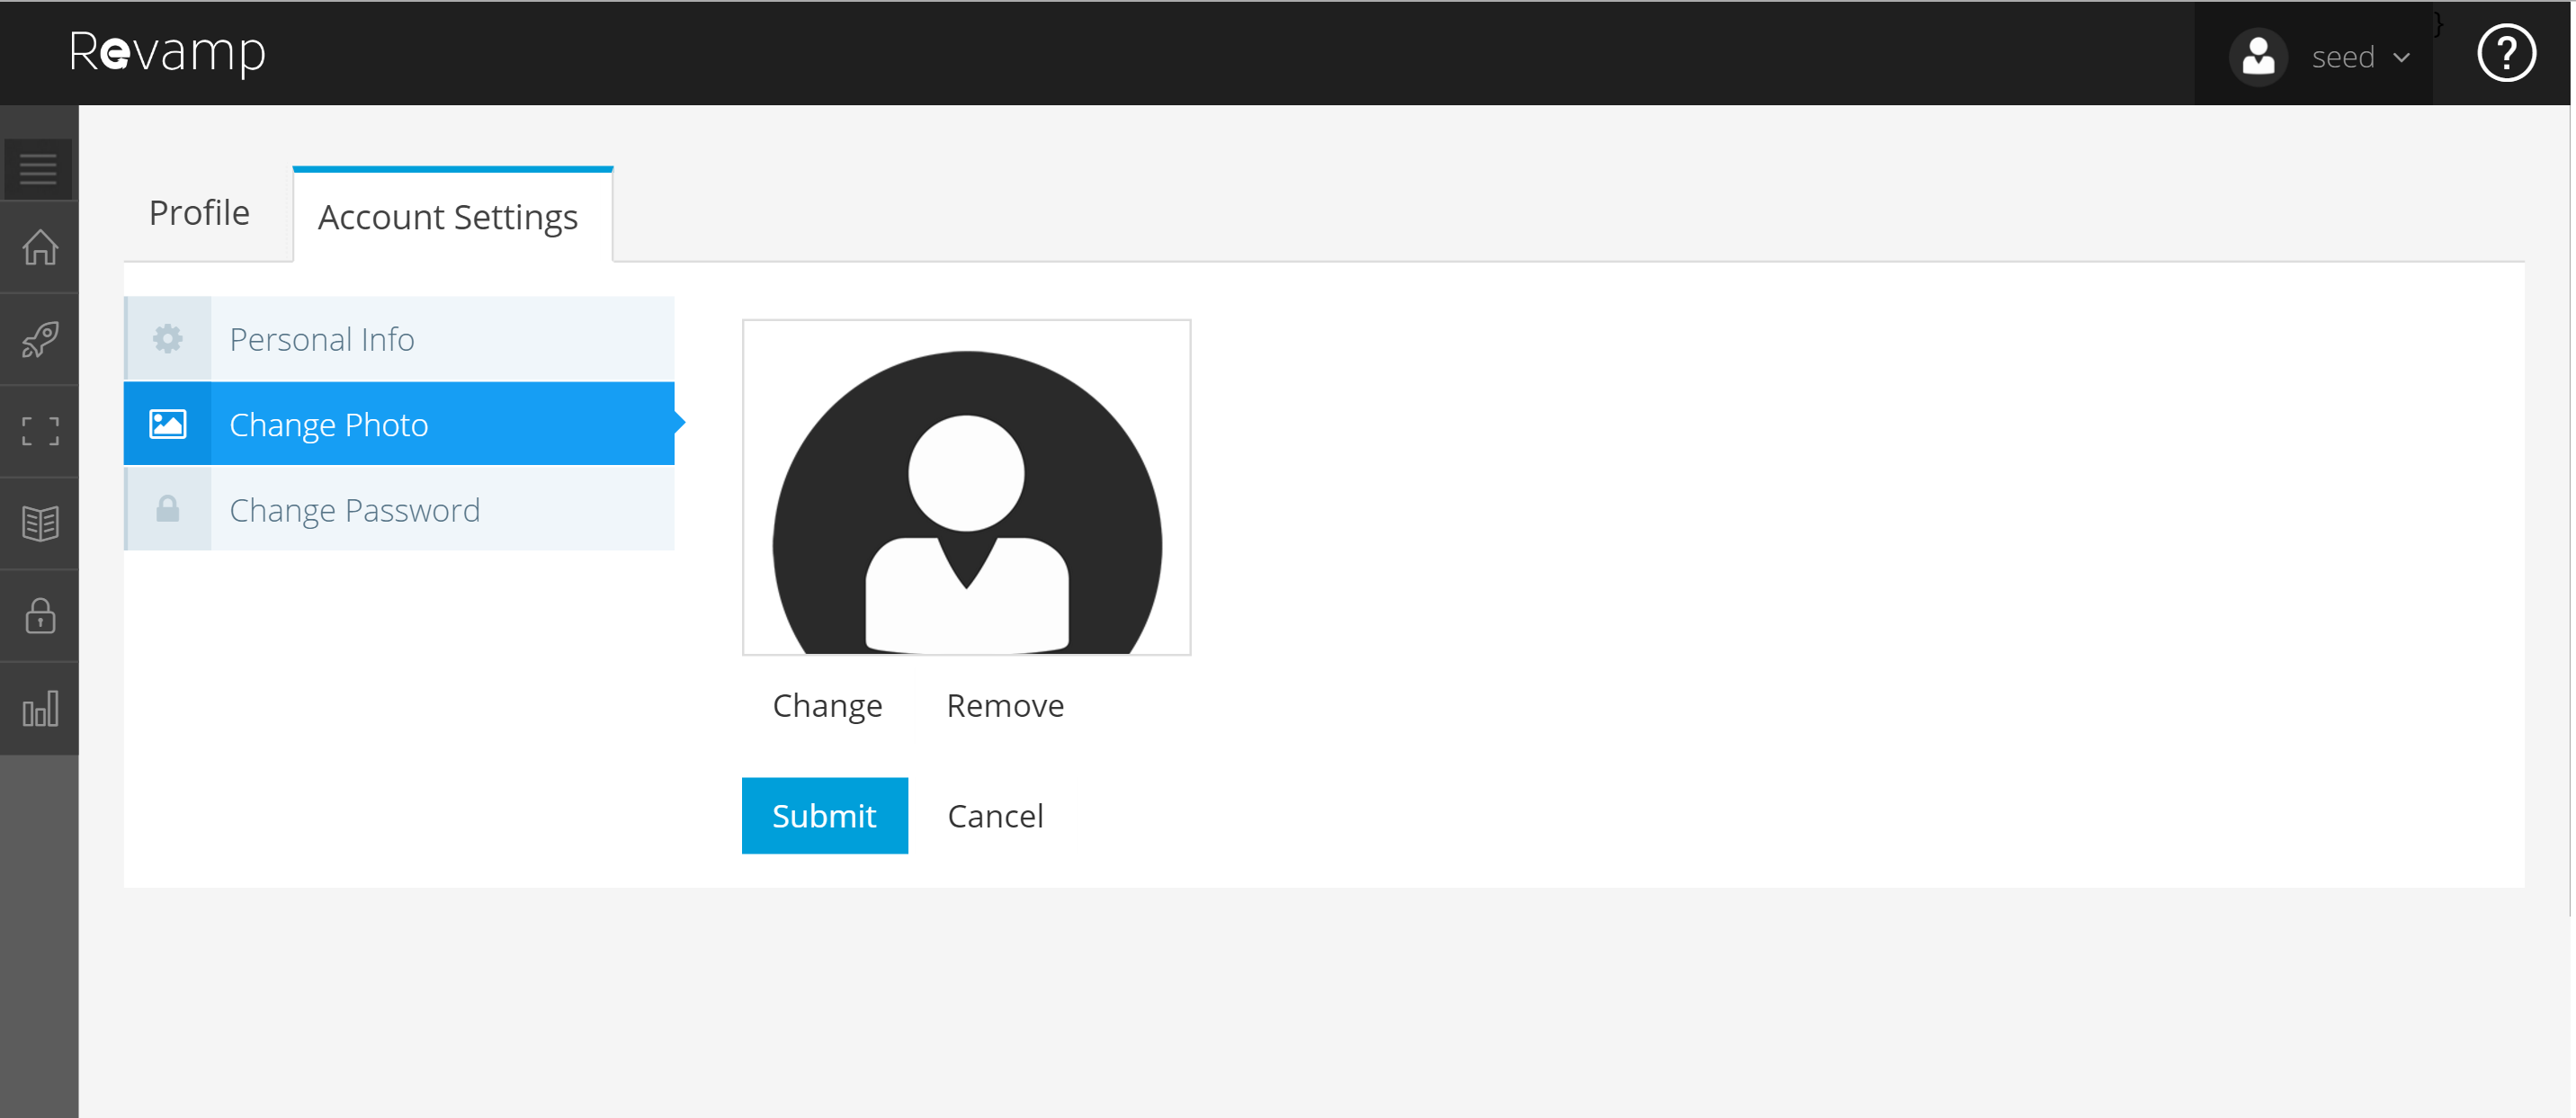 Revamp
seed
}
?
Profile
Account Settings
Personal Info
Change Photo
Change Password
Change Remove
Submit Cancel